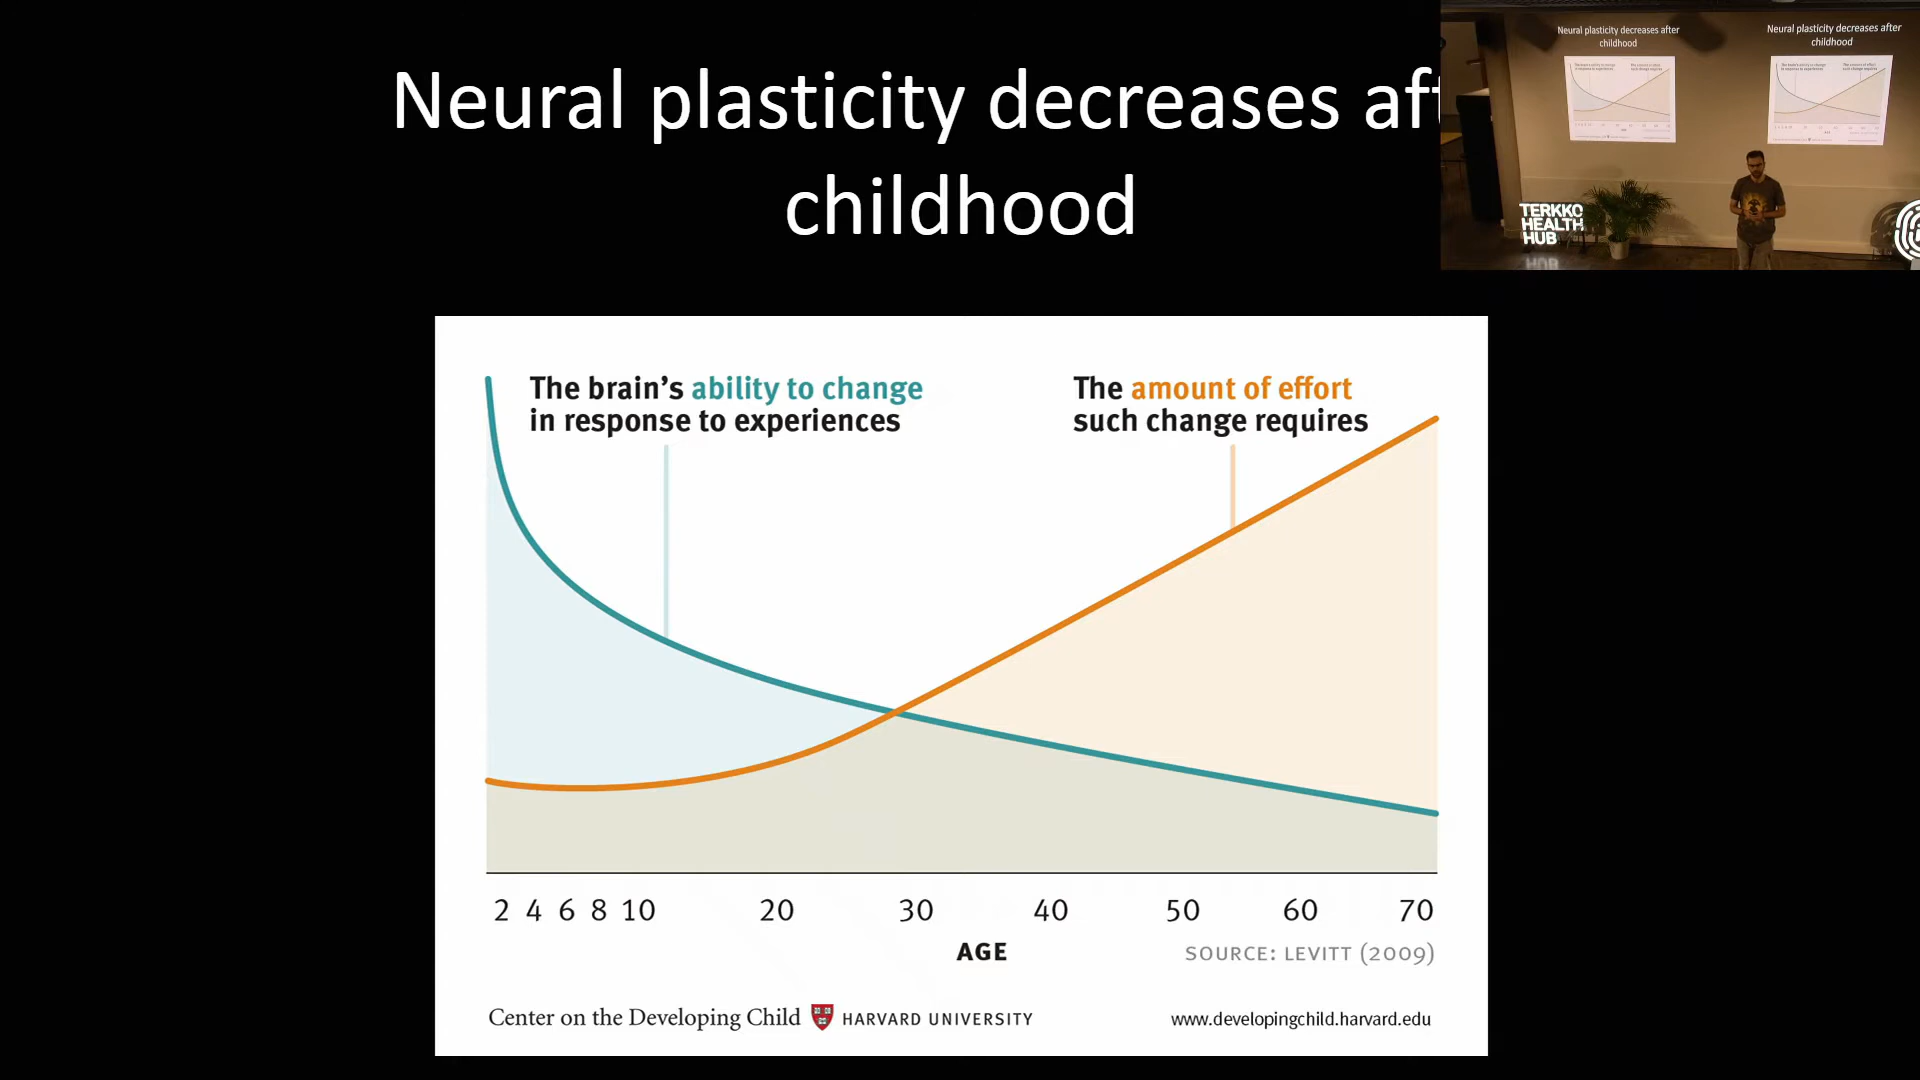 Neural plasticity decreases aft
childhood
Neural plasticity decreases after
childhood
Neural plasticity decreases after
childhood
TERKKO
HEALTH
HUB
The brain's ability to change
in response to experiences
The amount of effort
such change requires
2 4 6 8 10 20 30 40 50 60 70
AGE
SOURCE: LEVITT (2009)
Center on the Developing Child HARVARD UNIVERSITY
www.developingchild.harvard.edu